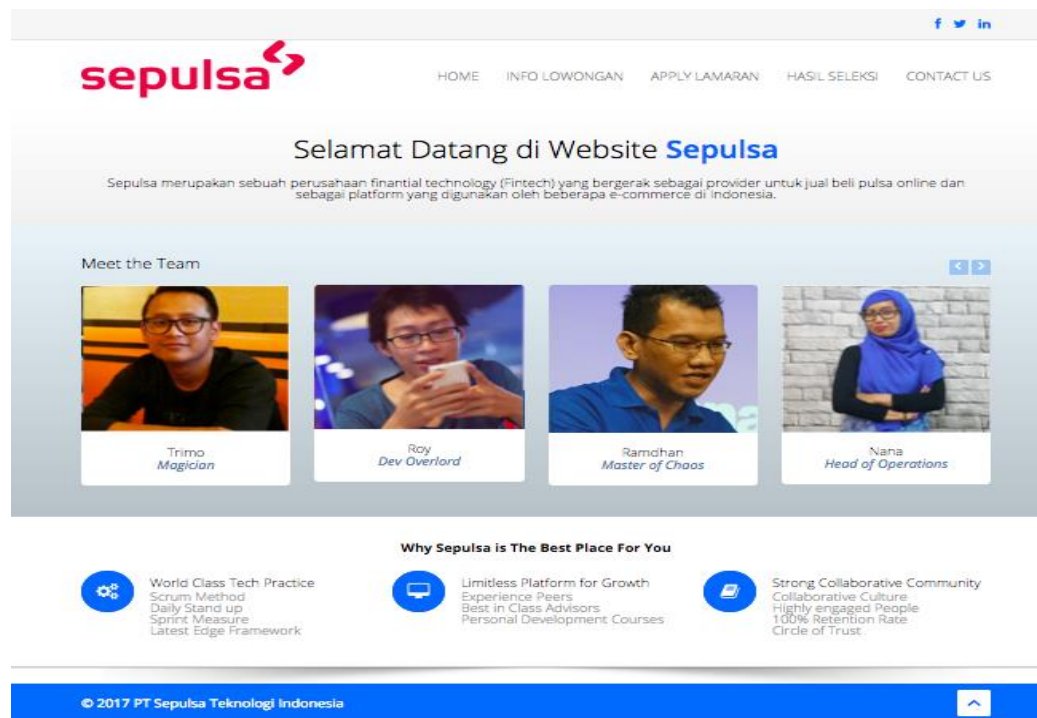 f in
sepulsa
HOME INFO LOWONGAN APPLY LAMARAN HASIL SELEKSI CONTACT US
Selamat Datang di Website Sepulsa
Sepulsa merupakan sebuah perusahaan finantial technology (Fintech) yang bergerak sebagai provider untuk jual beli pulsa online dan
sebagai platform yang digunakan oleh beberapa e-commerce di Indonesia.
Meet the Team
Trimo
Magician
Roy
Dev Overlord
Ramdhan
Master of Chaos
Nana
Head of Operations
Why Sepulsa is The Best Place For You
World Class Tech Practice
Scrum Method
Daily Stand up
Sprint Measure
Latest Edge Framework
Limitless Platform for Growth
Experience Peers
Best in Class Advisors
Personal Development Courses
Strong Collaborative Community
Collaborative Culture
Highly engaged People
100% Retention Rate
Circle of Trust
© 2017 PT Sepulsa Teknologi Indonesia